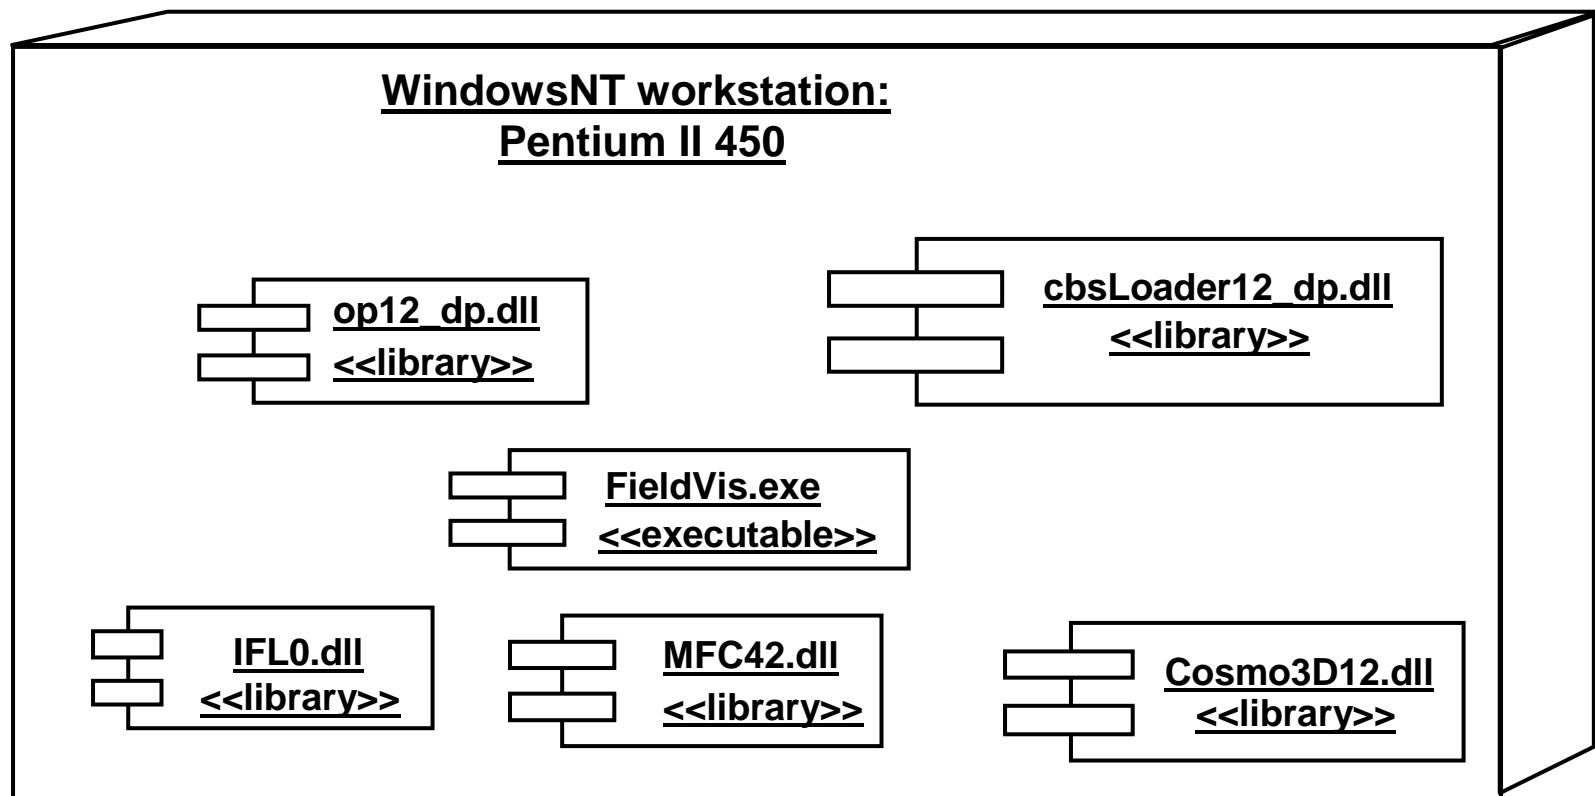 WindowsNT workstation:
Pentium II 450
op12_dp.dll
<<library>>
cbsLoader12_dp.dll
<<library>>
FieldVis.exe
<<executable>>
IFL0.dll
<<library>>
MFC42.dll
<<library>>
Cosmo3D12.dll
<<library>>